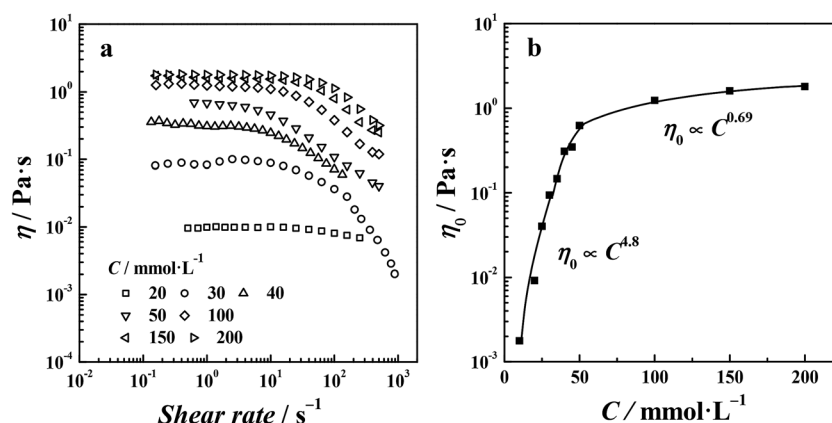 a
10¹
10⁰
10⁻¹
10⁻²
10⁻³
10⁻⁴
η / Pa·s
C / mmol·L⁻¹
20 30 40
50 100
150 200
10⁻² 10⁻¹ 10⁰ 10¹ 10² 10³
Shear rate / s⁻¹
b
10¹
10⁰
10⁻¹
10⁻²
10⁻³
η₀ / Pa·s
η₀ ∝ C⁰·⁶⁹
η₀ ∝ C⁴·⁸
0 50 100 150 200
C / mmol·L⁻¹